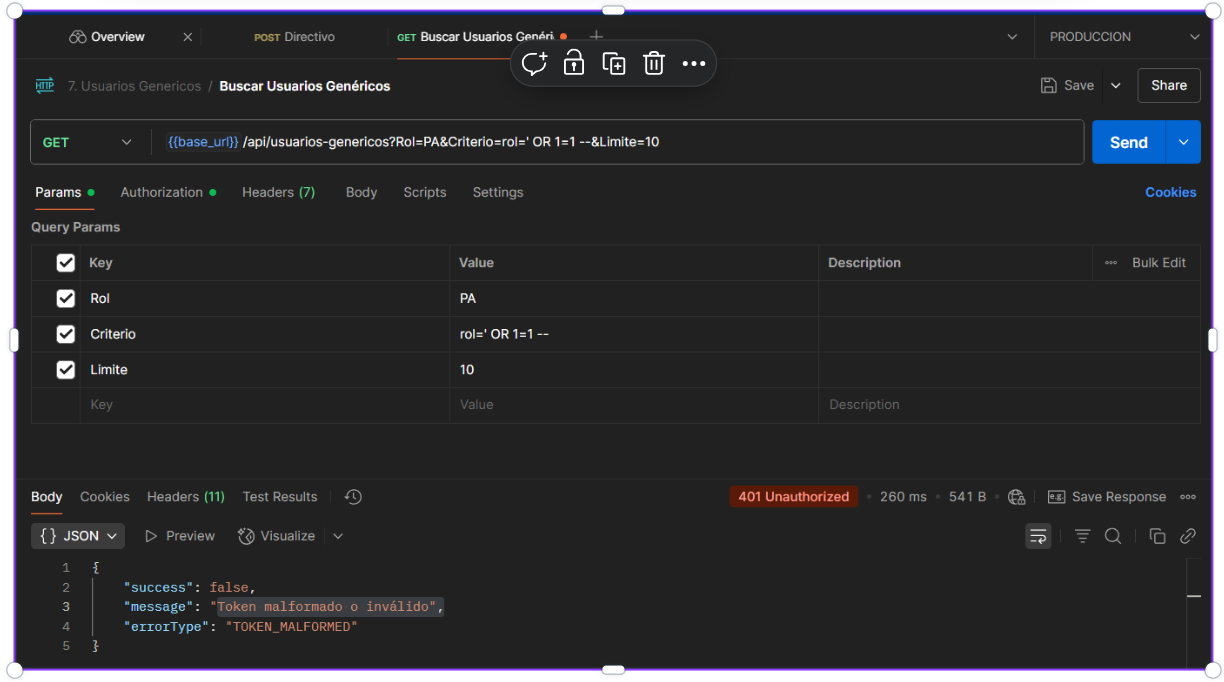 Overview
POST Directivo
GET Buscar Usuarios Genéri
PRODUCCION
HTTP 7. Usuarios Genericos / Buscar Usuarios Genéricos
Save
Share
GET {{base_url}} /api/usuarios-genericos?Rol=PA&Criterio=rol=' OR 1=1 --&Limite=10
Send
Params Authorization Headers (7) Body Scripts Settings
Cookies
Query Params
Key Value Description Bulk Edit
Rol PA
Criterio rol=' OR 1=1 --
Limite 10
Key Value Description
Body Cookies Headers (11) Test Results
401 Unauthorized 260 ms 541 B e.g. Save Response
{} JSON Preview Visualize
1 {
2 "success": false,
3 "message": "Token malformado o inválido",
4 "errorType": "TOKEN_MALFORMED"
5 }